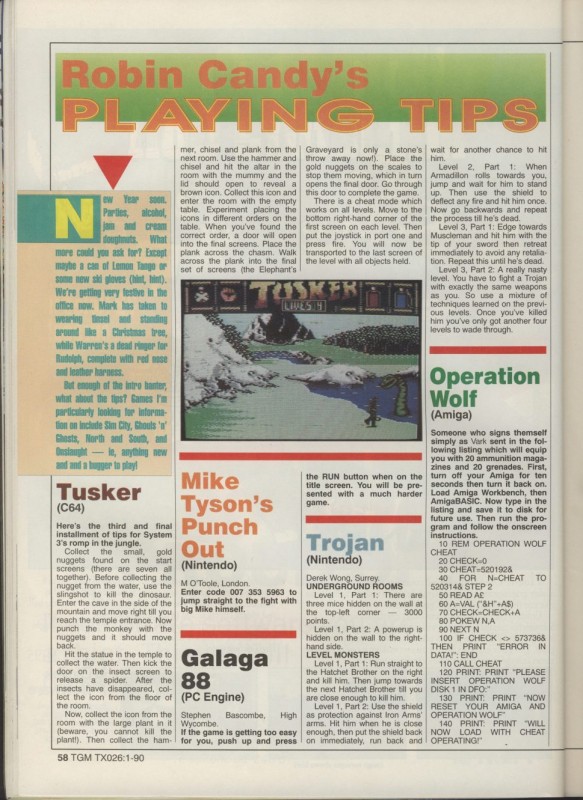 Robin Candy's
PLAYING TIPS
New Year soon.
Parties, alcohol,
jam and cream
doughnuts. What
more could you ask for? Except
maybe a can of Lemon Tango or
some new ski gloves (hint, hint).
We're getting very festive in the
office now. Mark has taken to
wearing tinsel and standing
around like a Christmas tree,
while Warren's a dead ringer for
Rudolph, complete with red nose
and leather harness.
But enough of the intro banter,
what about the tips? Games I'm
particularly looking for informa-
tion on include Sim City, Ghouls 'n'
Ghosts, North and South, and
Onslaught — ie, anything new
and and a bugger to play!
Tusker
(C64)
Here's the third and final
installment of tips for System
3's romp in the jungle.
Collect the small, gold
nuggets found on the start
screens (there are seven all
together). Before collecting the
nugget from the water, use the
slingshot to kill the dinosaur.
Enter the cave in the side of the
mountain and move right till you
reach the temple entrance. Now
punch the monkey with the
nuggets and it should move
back.
Hit the statue in the temple to
collect the water. Then kick the
door on the insect screen to
release a spider. After the
insects have disappeared, col-
lect the icon from the floor of
the room.
Now, collect the icon from the
room with the large plant in it
(beware, you cannot kill the
plant!). Then collect the ham-
mer, chisel and plank from the
next room. Use the hammer and
chisel and hit the altar in the
room with the mummy and the
lid should open to reveal a
brown icon. Collect this icon and
enter the room with the empty
table. Experiment placing the
icons in different orders on the
table. When you've found the
correct order, a door will open
into the final screens. Place the
plank across the chasm. Walk
across the plank into the final
set of screens (the Elephant's
Graveyard is only a stone's
throw away now!). Place the
gold nuggets on the scales to
stop them moving, which in turn
opens the final door. Go through
this door to complete the game.
There is a cheat mode which
works on all levels. Move to the
bottom right-hand corner of the
first screen on each level. Then
put the joystick in port one and
press fire. You will now be
transported to the last screen of
the level with all objects held.
TUSKER
LIVES:4
Mike
Tyson's
Punch
Out
(Nintendo)
M O'Toole, London.
Enter code 007 353 5963 to
jump straight to the fight with
big Mike himself.
Galaga
88
(PC Engine)
Stephen Bascombe, High
Wycombe.
If the game is getting too easy
for you, push up and press
the RUN button when on the
title screen. You will be pre-
sented with a much harder
game.
Trojan
(Nintendo)
Derek Wong, Surrey.
UNDERGROUND ROOMS
Level 1, Part 1: There are
three mice hidden on the wall at
the top-left corner — 3000
points.
Level 1, Part 2: A powerup is
hidden on the wall to the right-
hand side.
LEVEL MONSTERS
Level 1, Part 1: Run straight to
the Hatchet Brother on the right
and kill him. Then jump towards
the next Hatchet Brother till you
are close enough to kill him.
Level 1, Part 2: Use the shield
as protection against Iron Arms'
arms. Hit him when he is close
enough, then put the shield back
on immediately, run back and
wait for another chance to hit
him.
Level 2, Part 1: When
Armadillon rolls towards you,
jump and wait for him to stand
up. Then use the shield to
deflect any fire and hit him once.
Now go backwards and repeat
the process till he's dead.
Level 3, Part 1: Edge towards
Muscleman and hit him with the
tip of your sword then retreat
immediately to avoid any retalia-
tion. Repeat this until he's dead.
Level 3, Part 2: A really nasty
level. You have to fight a Trojan
with exactly the same weapons
as you. So use a mixture of
techniques learned on the previ-
ous levels. Once you've killed
him you've only got another four
levels to wade through.
Operation
Wolf
(Amiga)
Someone who signs themself
simply as Vark sent in the fol-
lowing listing which will equip
you with 20 ammunition maga-
zines and 20 grenades. First,
turn off your Amiga for ten
seconds then turn it back on.
Load Amiga Workbench, then
AmigaBASIC. Now type in the
listing and save it to disk for
future use. Then run the pro-
gram and follow the onscreen
instructions.
10 REM OPERATION WOLF
CHEAT
20 CHECK=0
30 CHEAT=520192&
40 FOR N=CHEAT TO
520314& STEP 2
50 READ A£
60 A=VAL ("&H"+A$)
70 CHECK=CHECK+A
80 POKEW N,A
90 NEXT N
100 IF CHECK <> 573736&
THEN PRINT "ERROR IN
DATA!": END
110 CALL CHEAT
120 PRINT: PRINT "PLEASE
INSERT OPERATION WOLF
DISK 1 IN DFO:"
130 PRINT: PRINT "NOW
RESET YOUR AMIGA AND
OPERATION WOLF"
140 PRINT: PRINT "WILL
NOW LOAD WITH CHEAT
OPERATING!"
58 TGM TX026:1-90